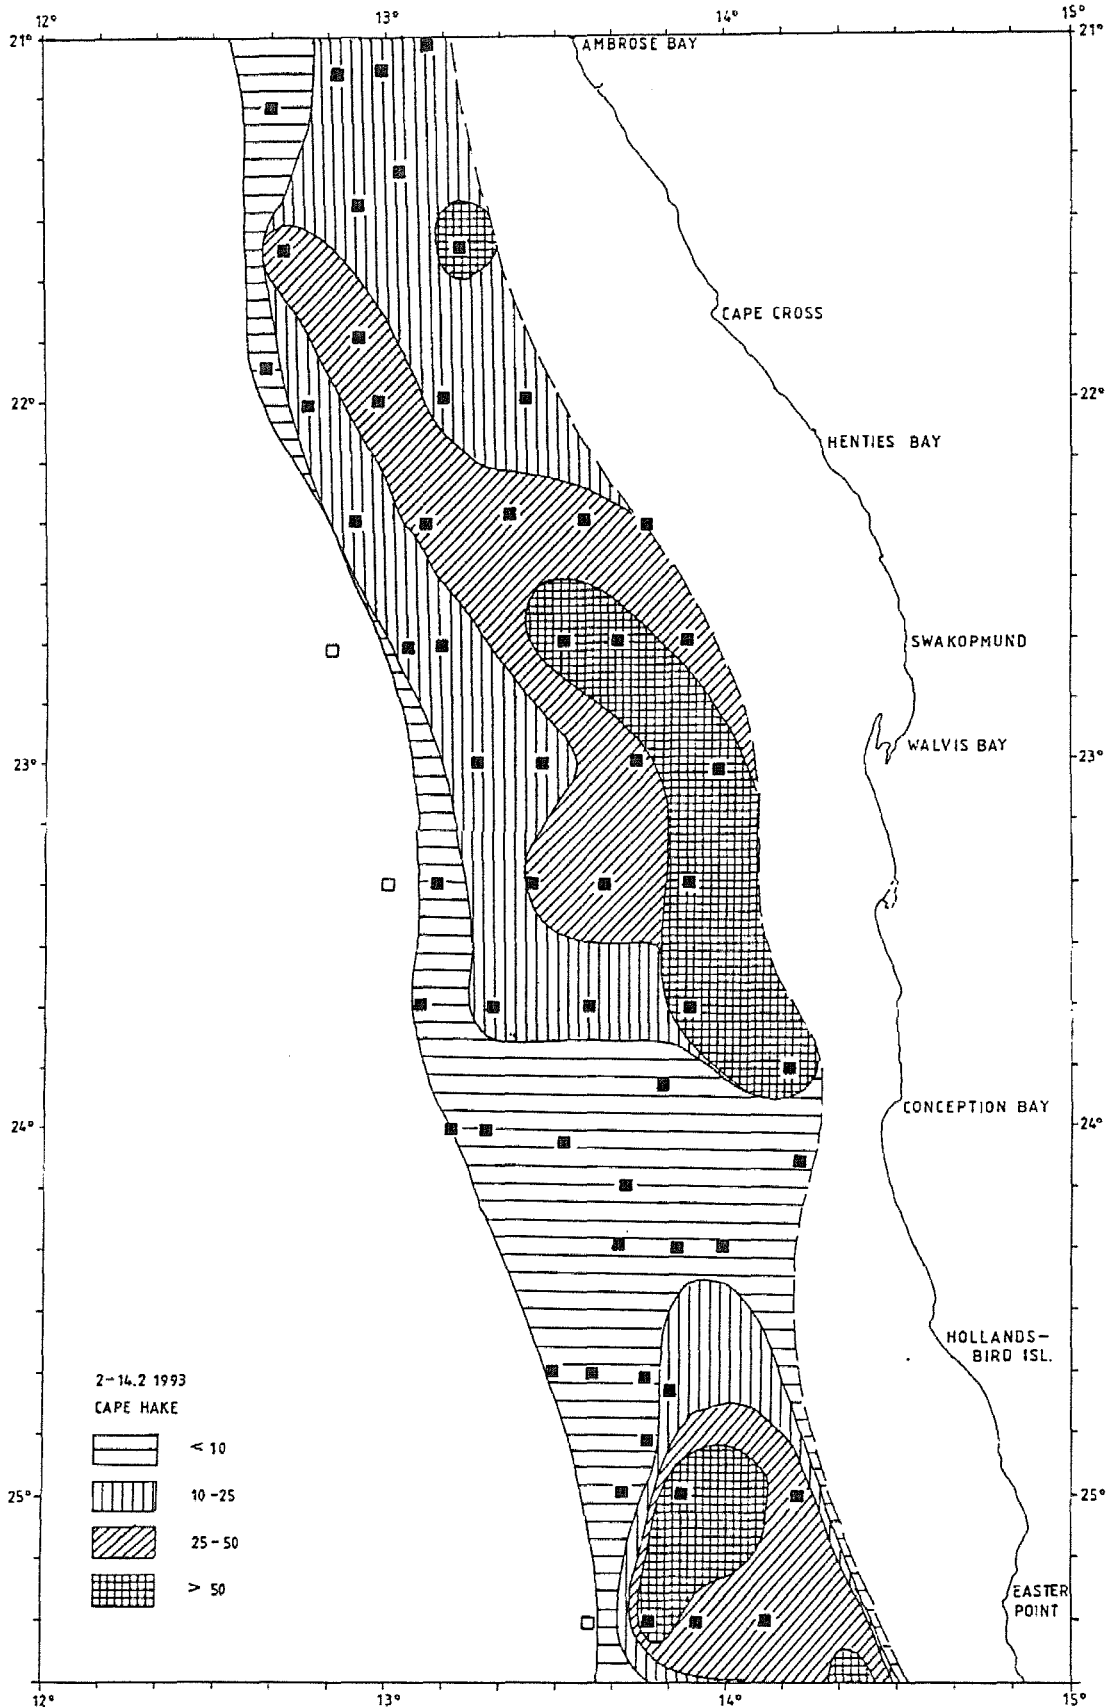 12° 13° 14° 15°
21° 21°
AMBROSE BAY
CAPE CROSS
22° 22°
HENTIES BAY
SWAKOPMUND
WALVIS BAY
23° 23°
CONCEPTION BAY
24° 24°
HOLLANDS-
BIRD ISL.
2-14.2 1993
CAPE HAKE
< 10
10-25
25° 25°
25-50
> 50
EASTER
POINT
12° 13° 14° 15°